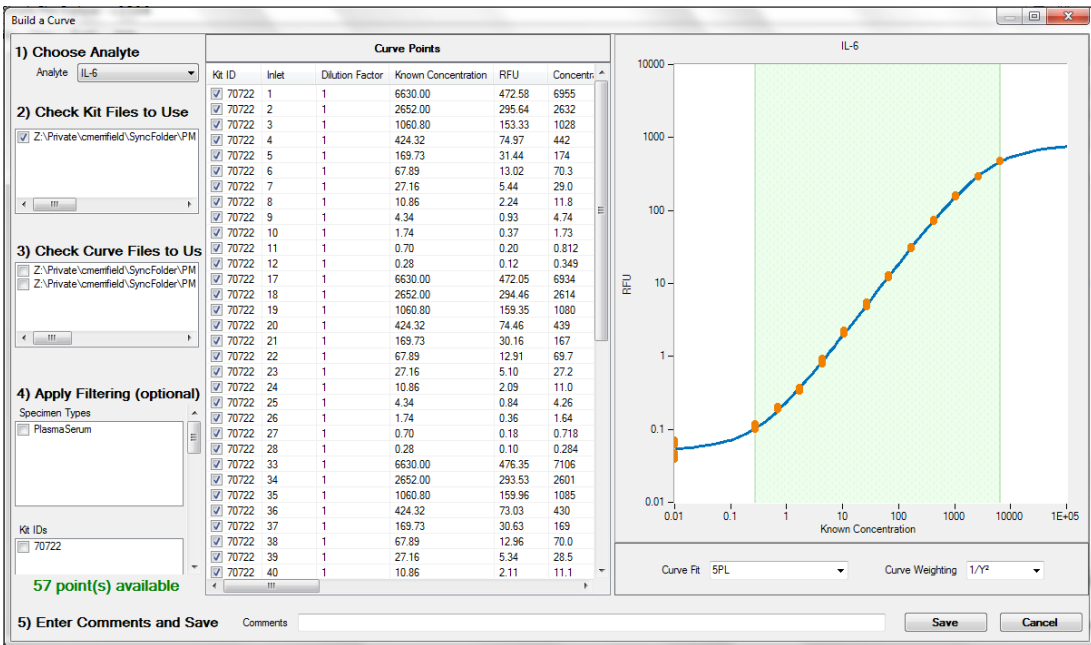 Build a Curve
1) Choose Analyte
Analyte IL-6
2) Check Kit Files to Use
Z:\Private\cmerrifield\SyncFolder\PM
3) Check Curve Files to Us
Z:\Private\cmerrifield\SyncFolder\PM
Z:\Private\cmerrifield\SyncFolder\PM
4) Apply Filtering (optional)
Specimen Types
PlasmaSerum
Kit IDs
70722
57 point(s) available
Curve Points
Kit ID Inlet Dilution Factor Known Concentration RFU Concentr
70722 1 1 6630.00 472.58 6955
70722 2 1 2652.00 295.64 2632
70722 3 1 1060.80 153.33 1028
70722 4 1 424.32 74.97 442
70722 5 1 169.73 31.44 174
70722 6 1 67.89 13.02 70.3
70722 7 1 27.16 5.44 29.0
70722 8 1 10.86 2.24 11.8
70722 9 1 4.34 0.93 4.74
70722 10 1 1.74 0.37 1.73
70722 11 1 0.70 0.20 0.812
70722 12 1 0.28 0.12 0.349
70722 17 1 6630.00 472.05 6934
70722 18 1 2652.00 294.46 2614
70722 19 1 1060.80 159.35 1080
70722 20 1 424.32 74.46 439
70722 21 1 169.73 30.16 167
70722 22 1 67.89 12.91 69.7
70722 23 1 27.16 5.10 27.2
70722 24 1 10.86 2.09 11.0
70722 25 1 4.34 0.84 4.26
70722 26 1 1.74 0.36 1.64
70722 27 1 0.70 0.18 0.718
70722 28 1 0.28 0.10 0.284
70722 33 1 6630.00 476.35 7106
70722 34 1 2652.00 293.53 2601
70722 35 1 1060.80 159.96 1085
70722 36 1 424.32 73.03 430
70722 37 1 169.73 30.63 169
70722 38 1 67.89 12.96 70.0
70722 39 1 27.16 5.34 28.5
70722 40 1 10.86 2.11 11.1
IL-6
10000
1000
100
10
1
0.1
0.01
RFU
0.01 0.1 1 10 100 1000 10000 1E+05
Known Concentration
Curve Fit 5PL Curve Weighting 1/Y²
5) Enter Comments and Save Comments Save Cancel